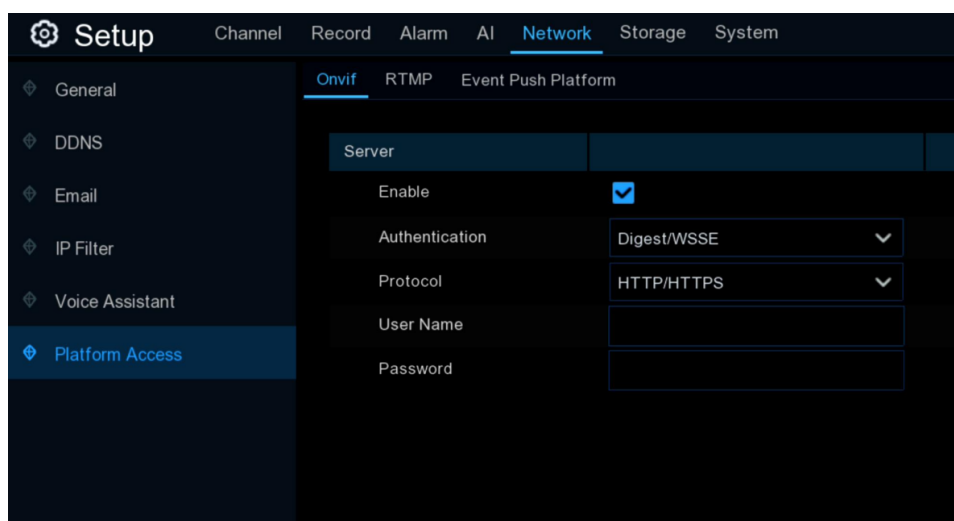 Setup Channel Record Alarm AI Network Storage System
General
DDNS
Email
IP Filter
Voice Assistant
Platform Access
Onvif RTMP Event Push Platform
Server
Enable
Authentication Digest/WSSE
Protocol HTTP/HTTPS
User Name
Password